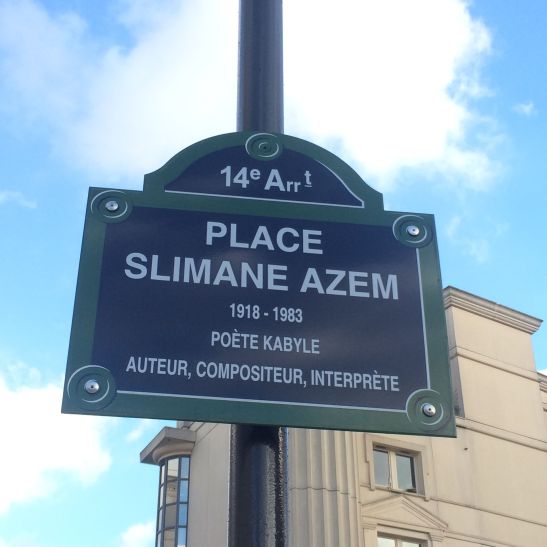 14e Arrt
PLACE
SLIMANE AZEM
1918 - 1983
POÈTE KABYLE
AUTEUR, COMPOSITEUR, INTERPRÈTE